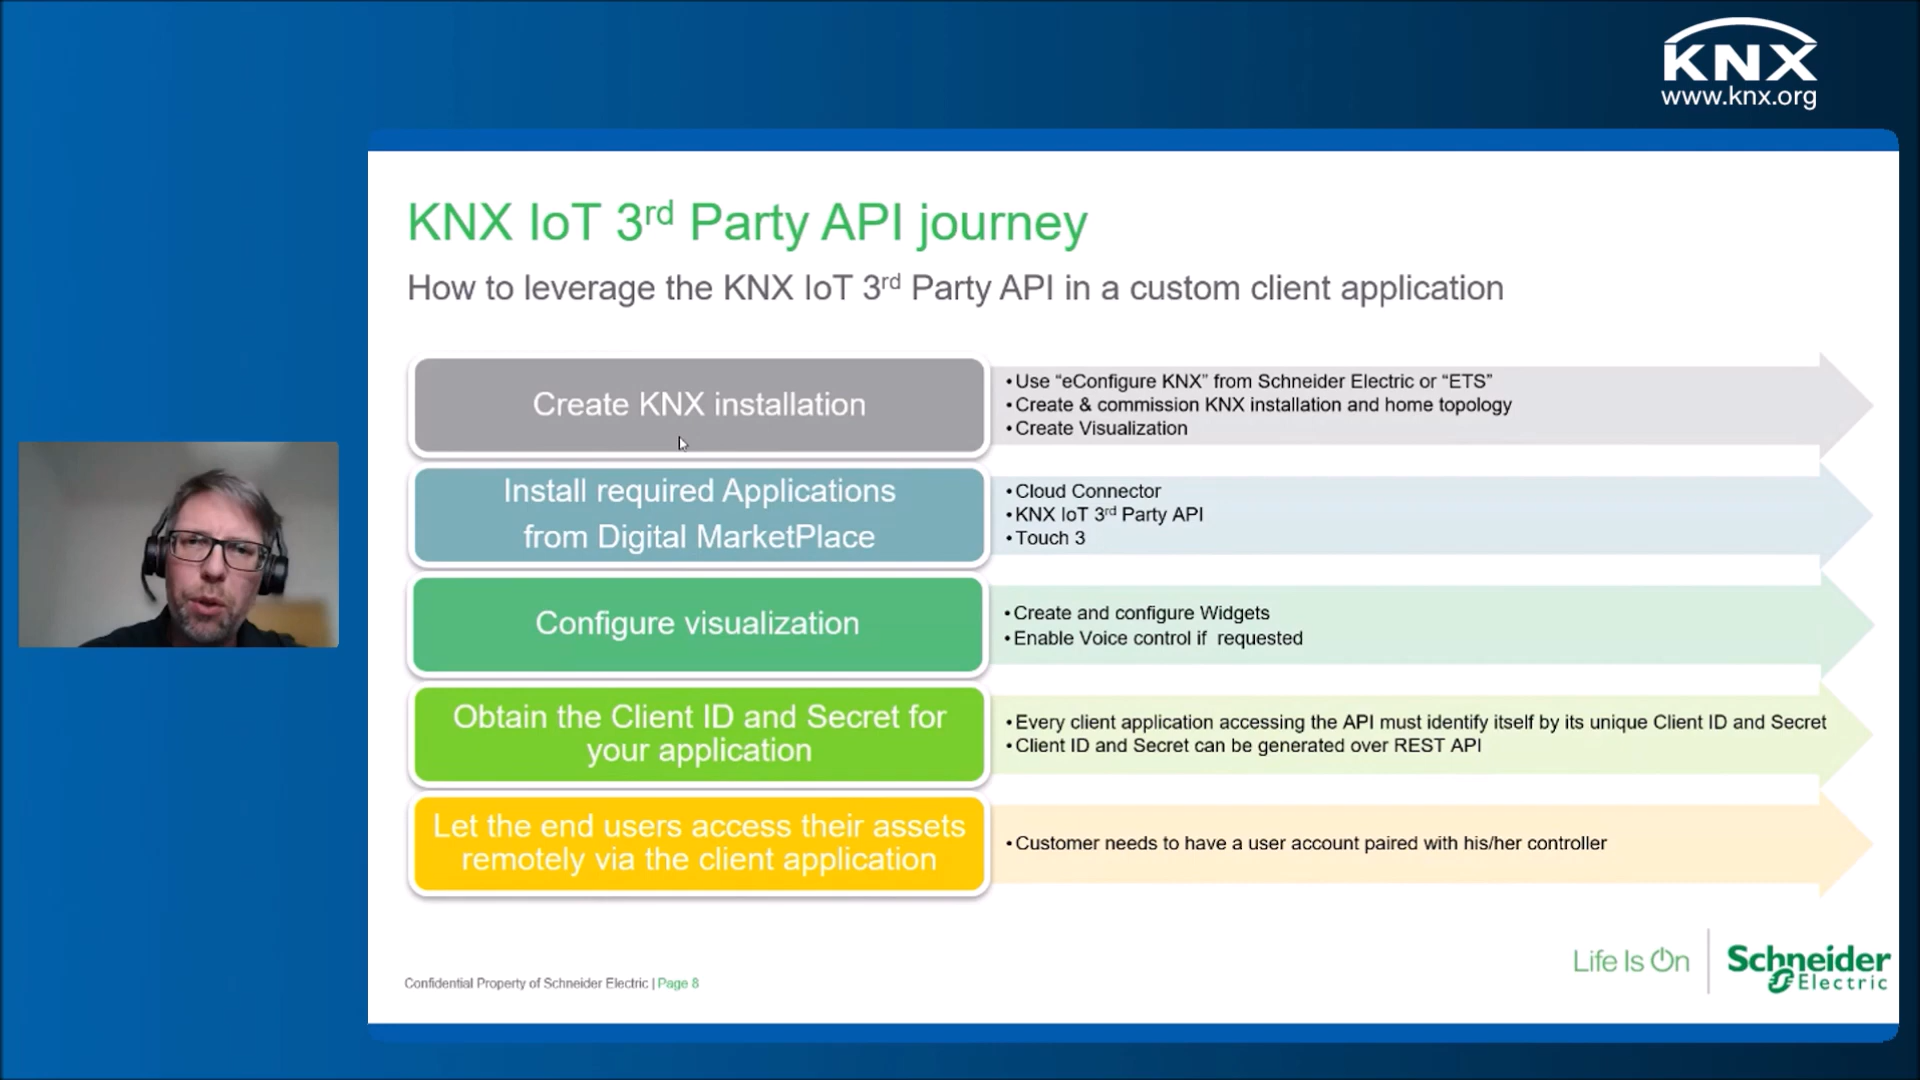 KNX
www.knx.org
KNX IoT 3rd Party API journey
How to leverage the KNX IoT 3rd Party API in a custom client application
Create KNX installation
• Use “eConfigure KNX” from Schneider Electric or “ETS”
• Create & commission KNX installation and home topology
• Create Visualization
Install required Applications
from Digital MarketPlace
• Cloud Connector
• KNX IoT 3rd Party API
• Touch 3
Configure visualization
• Create and configure Widgets
• Enable Voice control if requested
Obtain the Client ID and Secret for
your application
• Every client application accessing the API must identify itself by its unique Client ID and Secret
• Client ID and Secret can be generated over REST API
Let the end users access their assets
remotely via the client application
• Customer needs to have a user account paired with his/her controller
Confidential Property of Schneider Electric | Page 8
Life Is On
Schneider
Electric